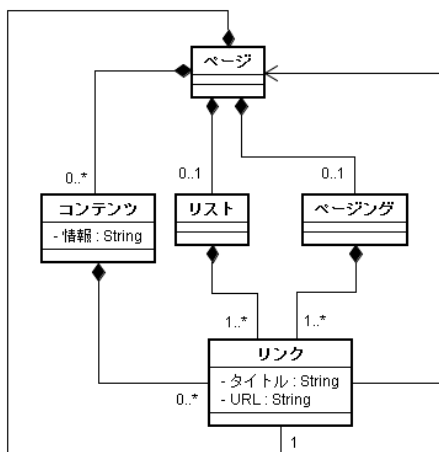 ページ
0..*
0..1
0..1
コンテンツ
- 情報 : String
リスト
ページング
1..*
1..*
リンク
- タイトル : String
- URL : String
0..*
1